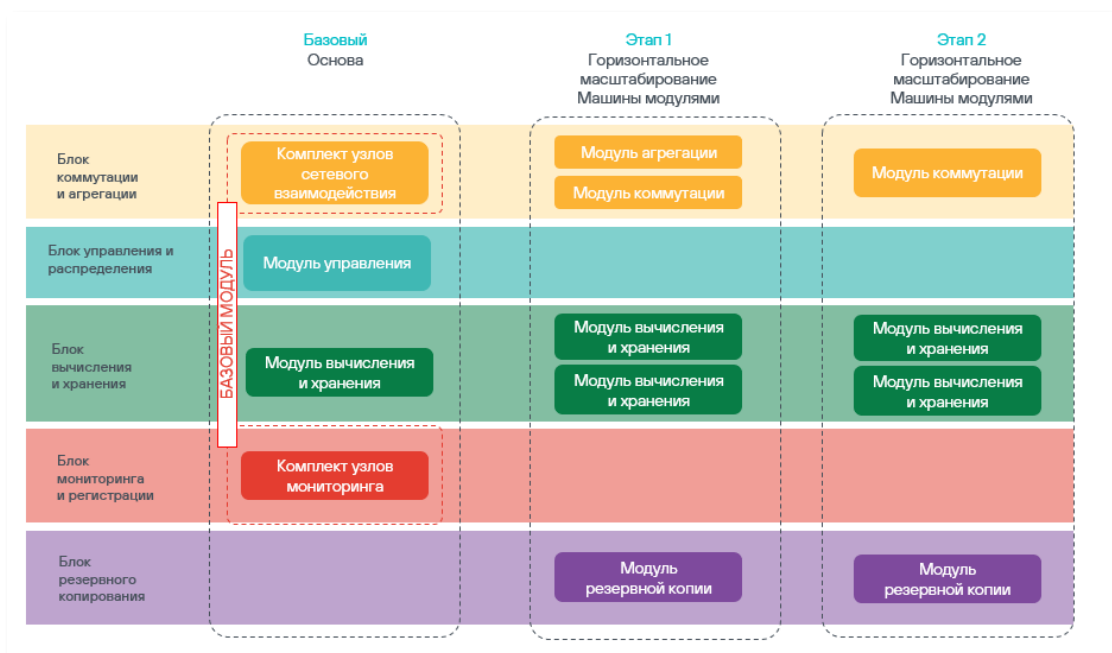 Базовый
Основа
Этап 1
Горизонтальное
масштабирование
Машины модулями
Этап 2
Горизонтальное
масштабирование
Машины модулями
Блок
коммутации
и агрегации
Комплект узлов
сетевого
взаимодействия
Модуль агрегации
Модуль коммутации
Модуль коммутации
БАЗОВЫЙ МОДУЛЬ
Блок управления и
распределения
Модуль управления
Блок
вычисления
и хранения
Модуль вычисления
и хранения
Модуль вычисления
и хранения
Модуль вычисления
и хранения
Модуль вычисления
и хранения
Модуль вычисления
и хранения
Блок
мониторинга
и регистрации
Комплект узлов
мониторинга
Блок
резервного
копирования
Модуль
резервной копии
Модуль
резервной копии